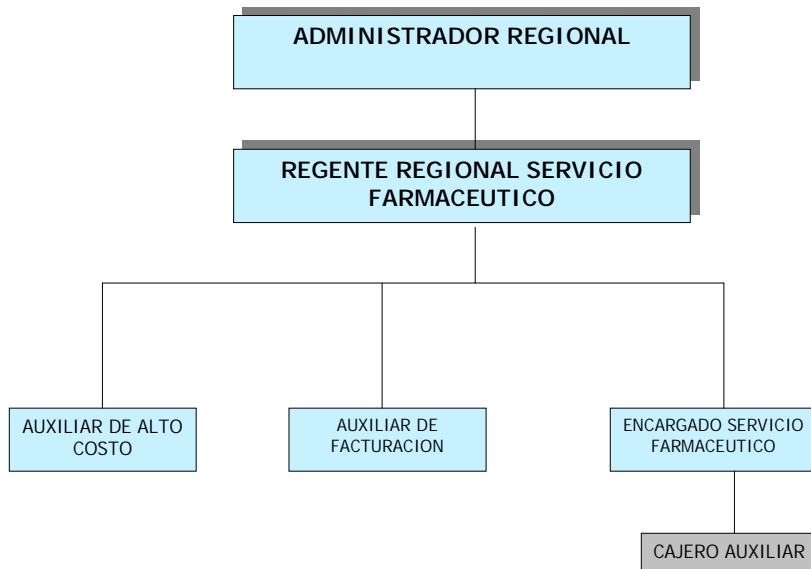 ADMINISTRADOR REGIONAL
REGENTE REGIONAL SERVICIO
FARMACEUTICO
AUXILIAR DE ALTO
COSTO
AUXILIAR DE
FACTURACION
ENCARGADO SERVICIO
FARMACEUTICO
CAJERO AUXILIAR